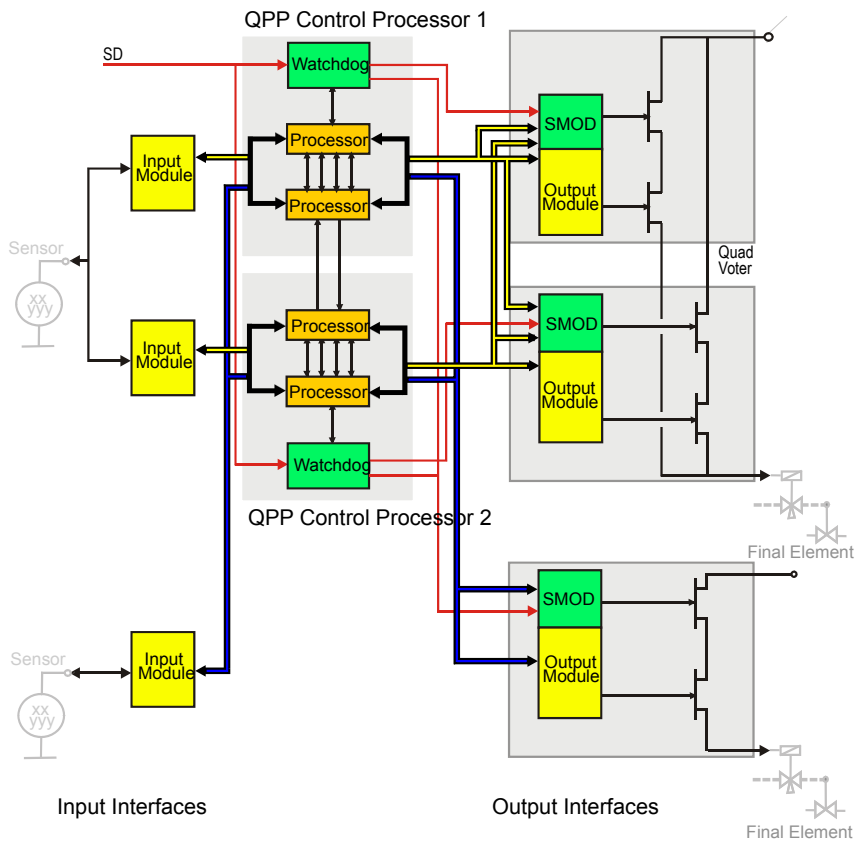 QPP Control Processor 1
SD
Watchdog
Processor
Processor
Input
Module
SMOD
Output
Module
Sensor
xx
yyy
Quad
Voter
Input
Module
Processor
Processor
Watchdog
SMOD
Output
Module
QPP Control Processor 2
Final Element
SMOD
Output
Module
Sensor
xx
yyy
Input
Module
Input Interfaces
Output Interfaces
Final Element